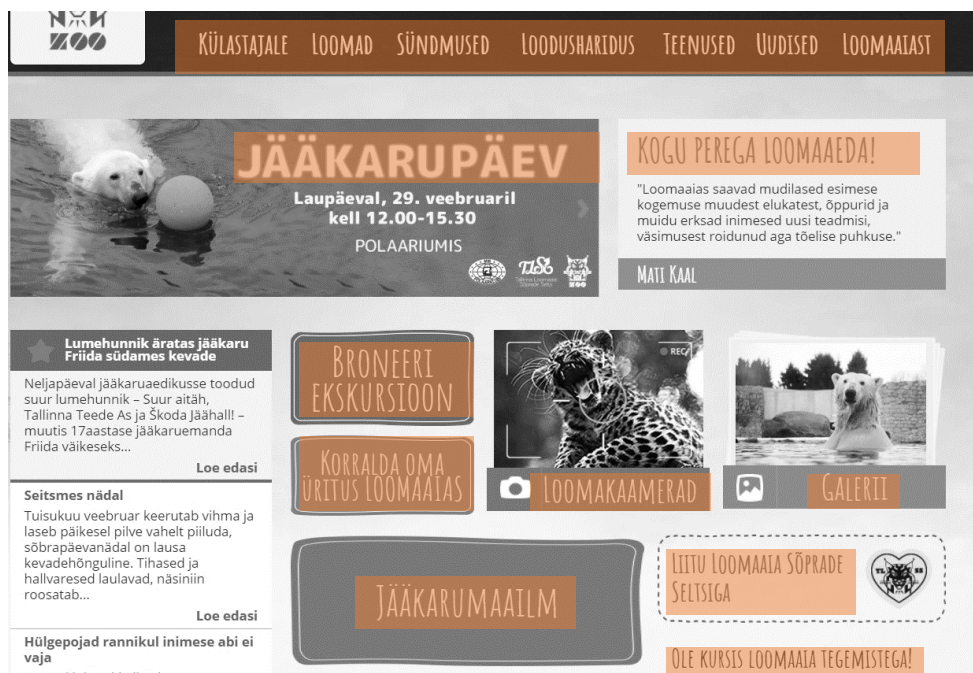 ZOO
KÜLASTAJALE LOOMAD SÜNDMUSED LOODUSHARIDUS TEENUSED UUDISED LOOMAAIAST
JÄÄKARUPÄEV
Laupäeval, 29. veebruaril
kell 12.00-15.30
POLAARIUMIS
KOGU PEREGA LOOMAAEDA!
"Loomaaias saavad mudilased esimese
kogemuse muudest elukatest, õppurid ja
muidu erksad inimesed uusi teadmisi,
väsimusest roidunud aga tõelise puhkuse."
MATI KAAL
Lumehunnik äratas jääkaru
Friida südames kevade
Neljapäeval jääkaruaedikusse toodud
suur lumehunnik – Suur aitäh,
Tallinna Teede As ja Škoda Jäähall! –
muutis 17aastase jääkaruemanda
Friida väikeseks...
Loe edasi
Seitsmes nädal
Tuisukuu veebruar keerutab vihma ja
laseb päikesel pilve vahelt piiluda,
sõbrapäevanädal on lausa
kevadehõnguline. Tihased ja
hallvaresed laulavad, näsiniin
roosatab...
Loe edasi
Hülgepojad rannikul inimese abi ei
vaja
BRONEERI
EKSKURSIOON
KORRALDA OMA
ÜRITUS LOOMAAIAS
REC
LOOMAKAAMERAD
GALERII
JÄÄKARUMAAILM
LIITU LOOMAAIA SÕPRADE
SELTSIGA
OLE KURSIS LOOMAAIA TEGEMISTEGA!